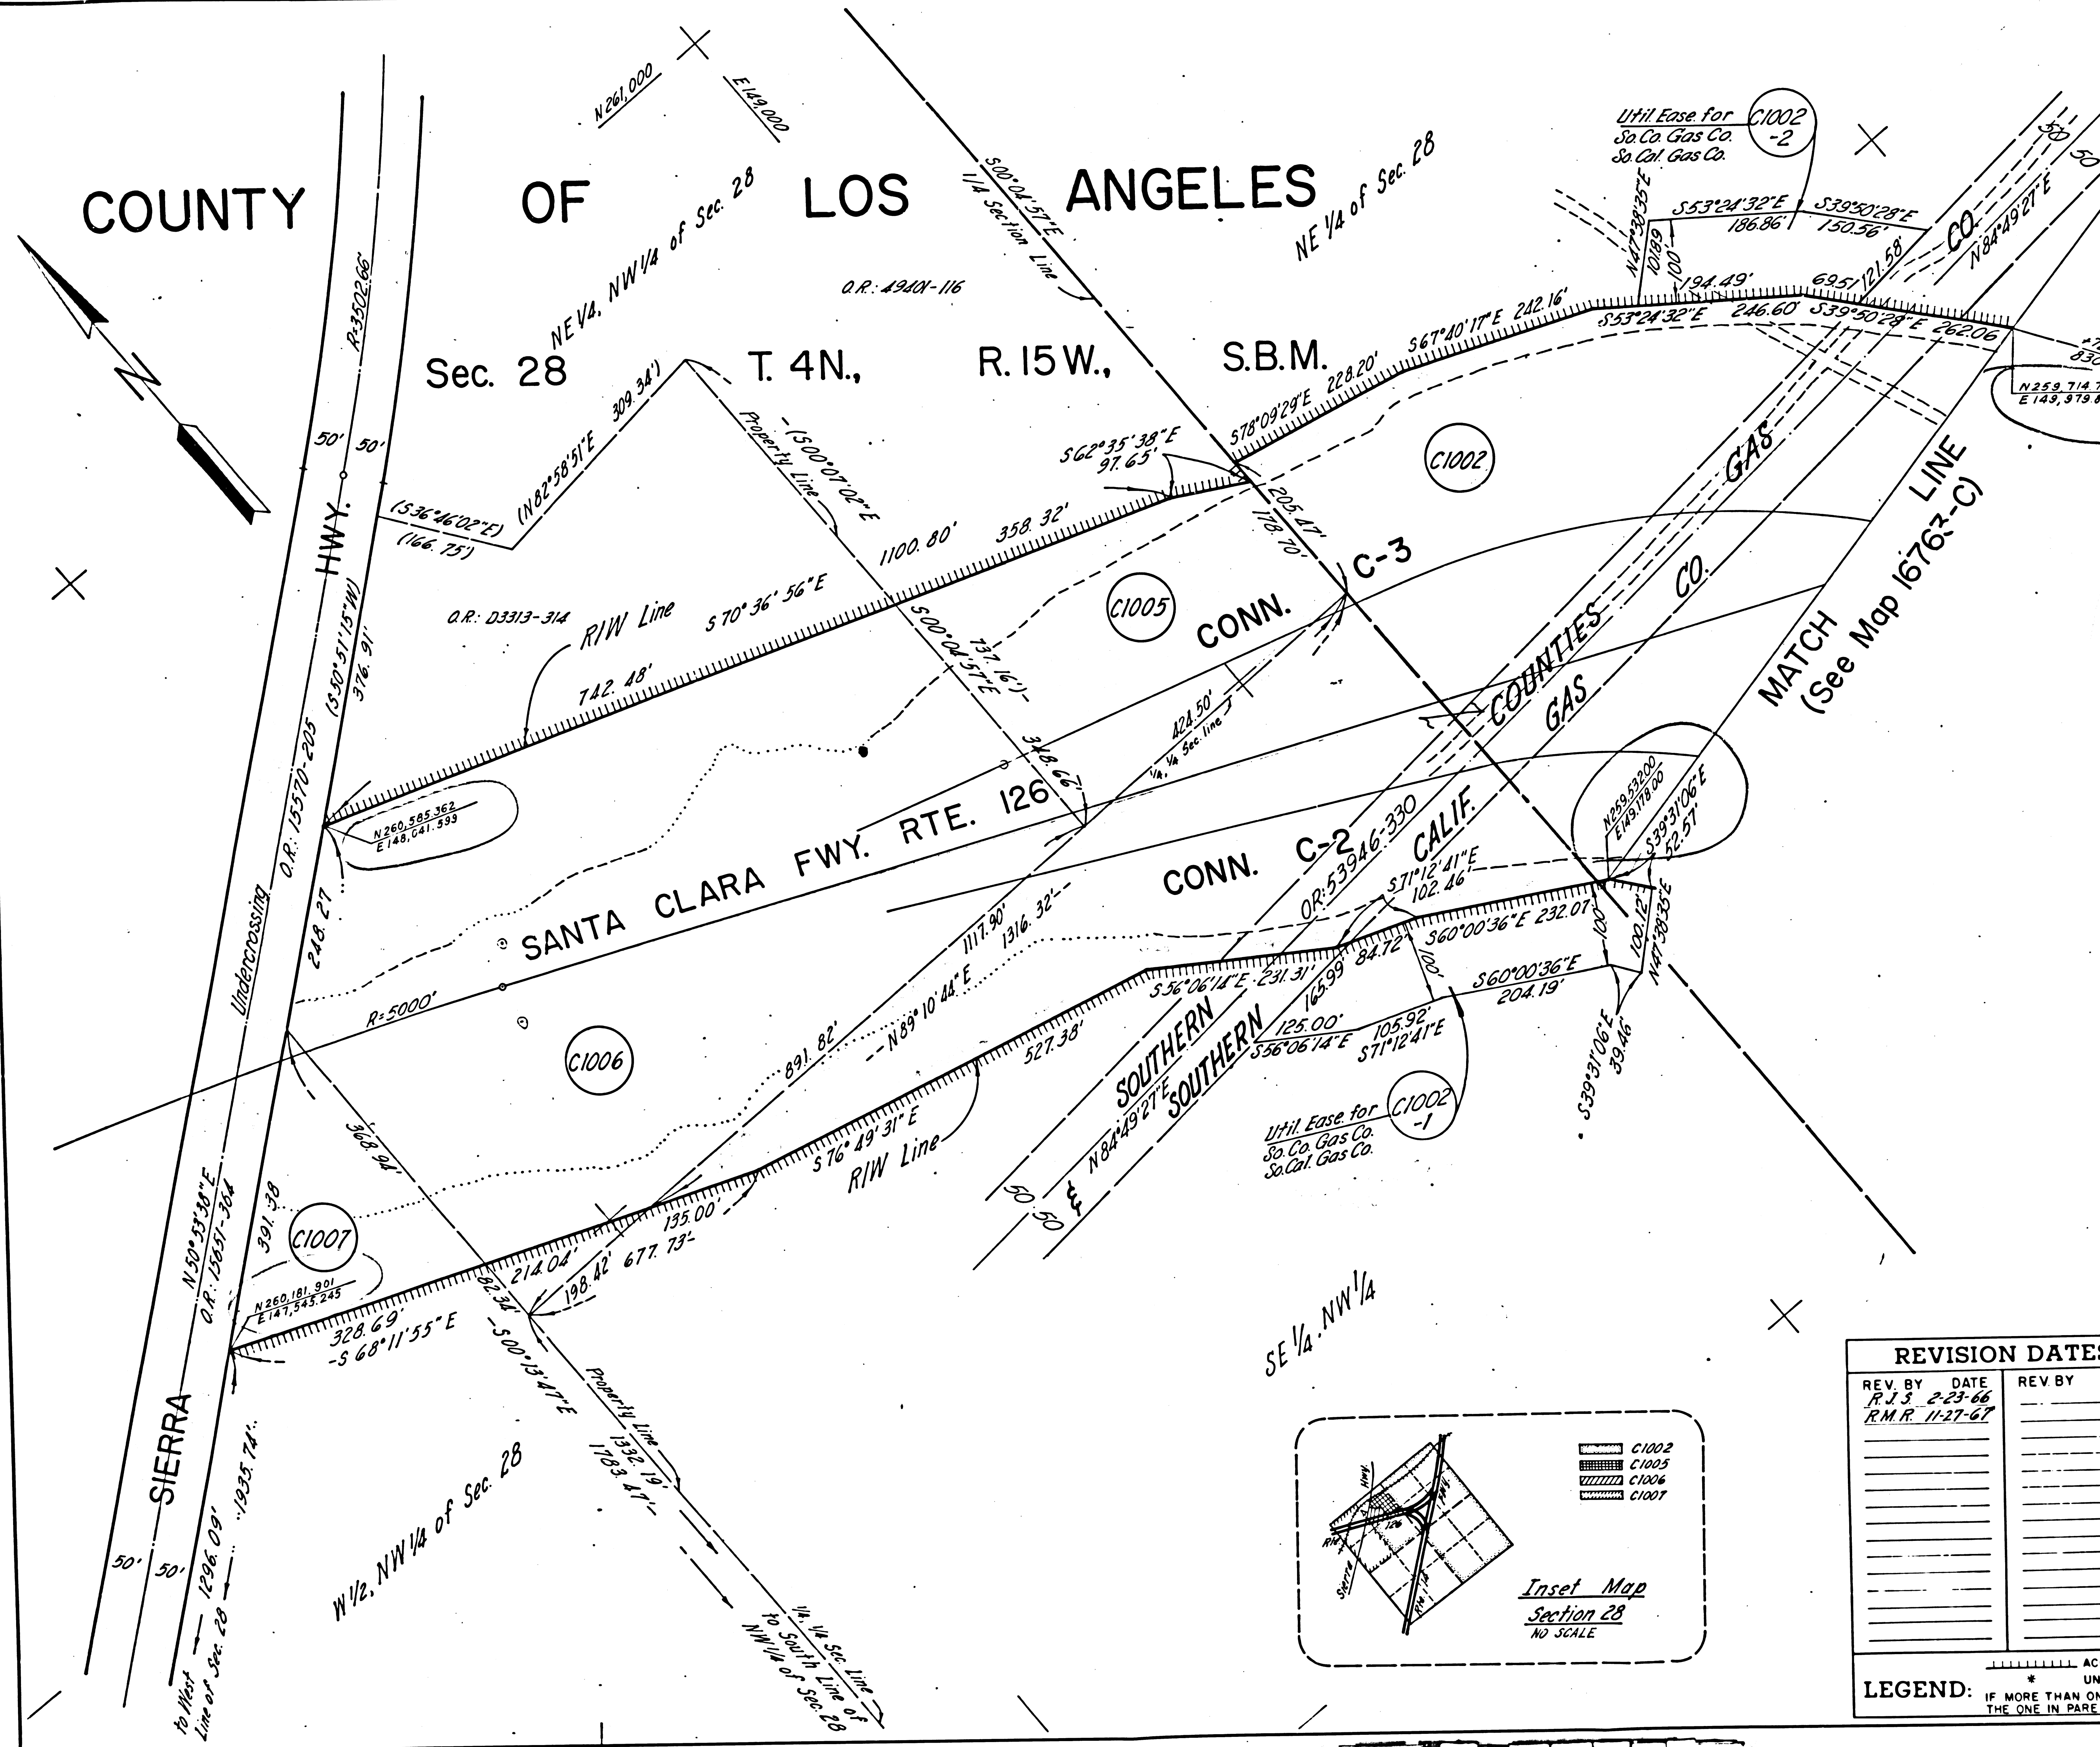 COUNTY OF LOS ANGELES
N261,000
E149,000
NE 1/4, NW 1/4 of Sec. 28
NE 1/4 of Sec. 28
S00°04'57"E
1/4 Section Line
O.R.: 49401-116
Sec. 28 T. 4N., R. 15W., S.B.M.
Util. Ease. for
So. Co. Gas Co.
So. Cal. Gas Co.
C1002
-2
N47°38'35"E
101.89
100'
S53°24'32"E
186.86'
S39°50'28"E
150.56'
194.49'
69.51
121.58'
S53°24'32"E 246.60'
S39°50'28"E 262.06
CO.
N84°49'27"E
50
50
S67°40'17"E 242.16'
S78°09'29"E 228.20'
S62°35'38"E
97.65'
C1002
GAS
MATCH LINE
(See Map 16763-C)
R=3502.66'
50' 50'
HWY.
(S36°46'02"E)
(166.75')
(N82°58'51"E 309.34')
-(S00°07'02"E
Property Line
737.16')-
S00°04'57"E
348.66'
O.R.: D3313-314
R/W Line
S 70° 36' 56" E
1100.80'
358.32'
742.48'
205.47'
178.70'
C-3
CONN.
C1005
(S50°51'15"W)
376.91'
O.R.: 15570-205
N260,585.362
E148,041.599
248.27
Undercrossing
424.50'
1/4, 1/4 Sec. line
COUNTIES
GAS
CO.
SANTA CLARA FWY. RTE. 126
R=5000'
CONN. C-2
OR: 53946-330
CALIF.
N259,532.00
E149,178.00
S39°31'06"E
52.57'
S71°12'41"E
102.46'
84.72'
S60°00'36"E 232.07
100'
100.12'
N47°38'35"E
S60°00'36"E
204.19'
100'
S39°31'06"E
39.46'
1117.90'
1316.32'-
--N89°10'44"E
891.82'
S56°06'14"E 231.31'
165.99'
125.00'
S56°06'14"E
105.92'
S71°12'41"E
SOUTHERN
SOUTHERN
N84°49'27"E
50 50
Util. Ease. for
So. Co. Gas Co.
So. Cal. Gas Co.
C1002
-1
C1006
527.38'
S 76° 49' 31" E
R/W Line
368.94'
C1007
391.38
N50°53'38"E
O.R.: 15651-364
N260,181.901
E147,545.245
135.00'
677.73'-
214.04'
198.42'
82.34'
328.69'
-S 68° 11' 55" E
-S00°13'47"E
Property Line
1332.19'
1783.47'-
1/4, 1/4 Sec. Line
to South Line of
NW 1/4 of Sec. 28
SIERRA
50' 50'
1296.09'
1935.74'
to West
Line of Sec. 28
W 1/2, NW 1/4 of Sec. 28
SE 1/4, NW 1/4
C1002
C1005
C1006
C1007
Hwy.
Sierra
126
Inset Map
Section 28
NO SCALE
REVISION DATES
REV. BY DATE REV. BY
R.J.S. 2-23-66
R.M.R. 11-27-67
LEGEND:
IF MORE THAN